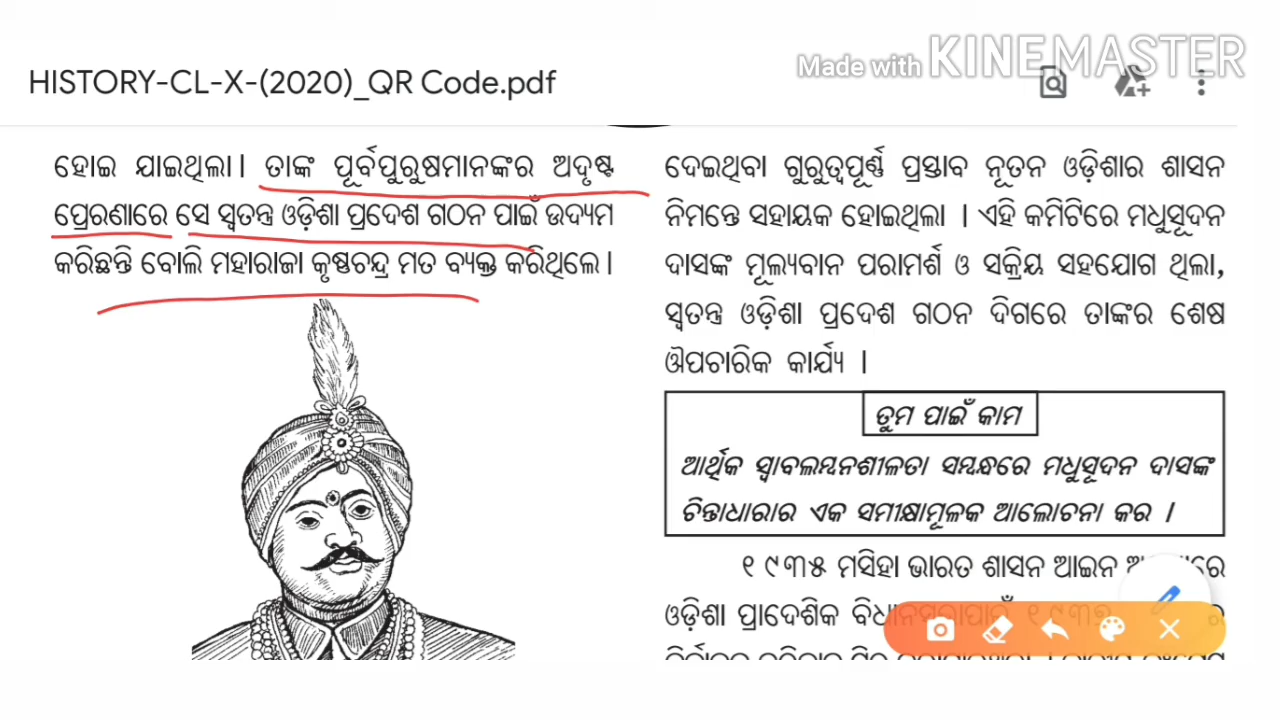 Made with KINEMASTER
HISTORY-CL-X-(2020)_QR Code.pdf
ହୋଇ ଯାଇଥିଲା। ତାଙ୍କ ପୂର୍ବପୁରୁଷମାନଙ୍କର ଅଦୃଷ୍ଟ
ପ୍ରେରଣାରେ ସେ ସ୍ୱତନ୍ତ୍ର ଓଡ଼ିଶା ପ୍ରଦେଶ ଗଠନ ପାଇଁ ଉଦ୍ୟମ
କରିଛନ୍ତି ବୋଲି ମହାରାଜା କୃଷ୍ଣଚନ୍ଦ୍ର ମତ ବ୍ୟକ୍ତ କରିଥିଲେ।
ଦେଇଥିବା ଗୁରୁତ୍ୱପୂର୍ଣ୍ଣ ପ୍ରସ୍ତାବ ନୂତନ ଓଡ଼ିଶାର ଶାସନ
ନିମନ୍ତେ ସହାୟକ ହୋଇଥିଲା । ଏହି କମିଟିରେ ମଧୁସୂଦନ
ଦାସଙ୍କ ମୂଲ୍ୟବାନ ପରାମର୍ଶ ଓ ସକ୍ରିୟ ସହଯୋଗ ଥିଲା,
ସ୍ୱତନ୍ତ୍ର ଓଡ଼ିଶା ପ୍ରଦେଶ ଗଠନ ଦିଗରେ ତାଙ୍କର ଶେଷ
ଔପଚାରିକ କାର୍ଯ୍ୟ ।
ତୁମ ପାଇଁ କାମ
ଆର୍ଥିକ ସ୍ୱାବଲମ୍ବନଶୀଳତା ସମ୍ବନ୍ଧରେ ମଧୁସୂଦନ ଦାସଙ୍କ
ଚିନ୍ତାଧାରାର ଏକ ସମୀକ୍ଷାମୂଳକ ଆଲୋଚନା କର ।
୧୯୩୫ ମସିହା ଭାରତ ଶାସନ ଆଇନ
ଓଡ଼ିଶା ପ୍ରାଦେଶିକ ବିଧାନସଭାପାଇଁ ୧୯୩୭